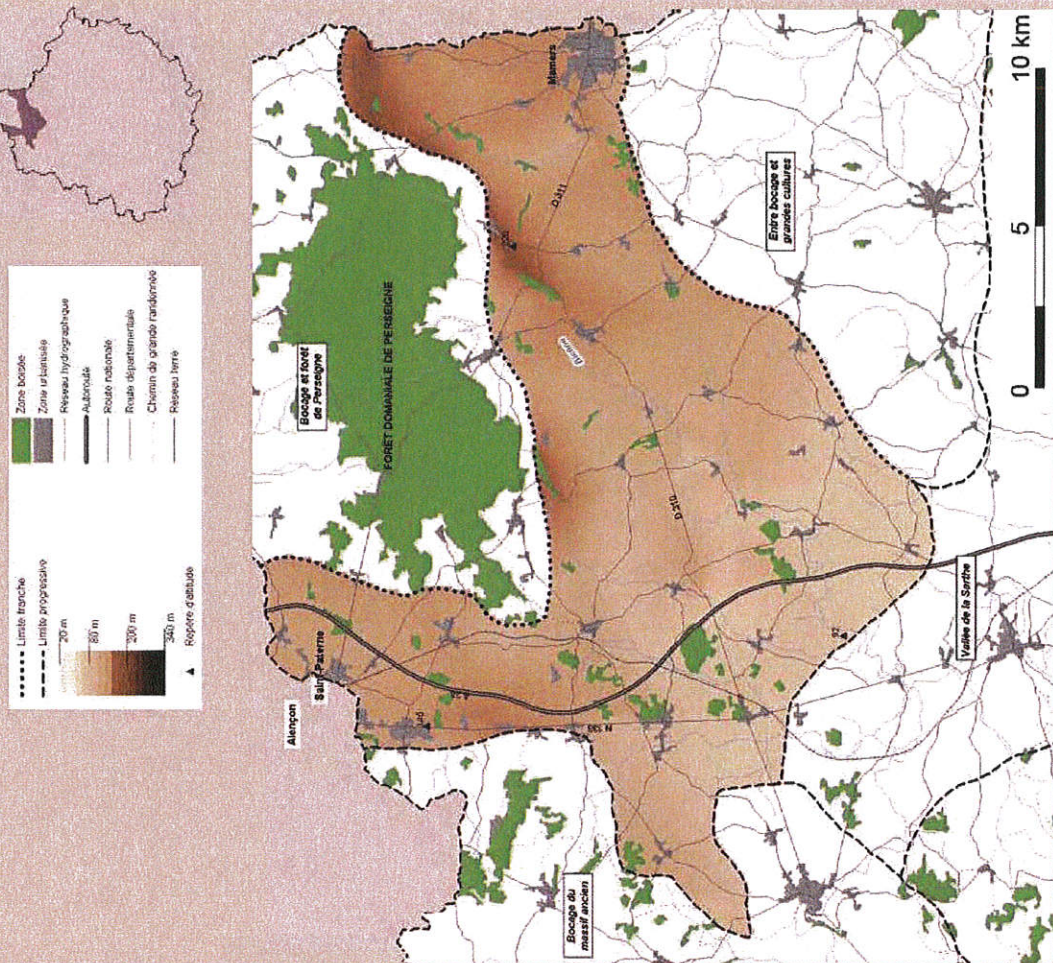 Limite tranche
Limite progressive
20 m
80 m
200 m
340 m
Repère d'altitude
Zone boisée
Zone urbanisée
Réseau hydrographique
Autoroute
Route nationale
Route départementale
Chemin de grande randonnée
Réseau ferré
Alençon
Saint-Paterne
Bocage et forêt
de Perseigne
FORÊT DOMANIALE DE PERSEIGNE
Mamers
D 311
D 310
Bocage du
massif ancien
Entre bocage et
grandes cultures
Vallée de la Sarthe
92
0
5
10 km